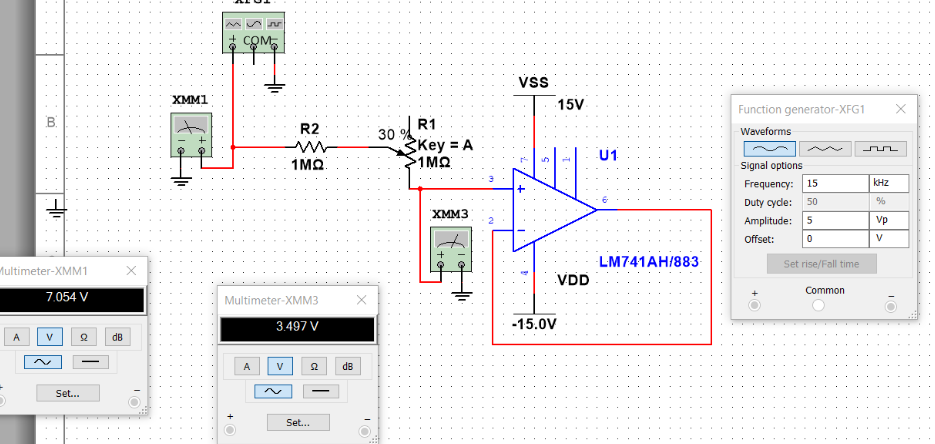 XFG1
COM
XMM1
B
R2
1MΩ
30 %
R1
Key = A
1MΩ
VSS
15V
7
5
1
U1
3
2
6
4
XMM3
LM741AH/883
VDD
-15.0V
Function generator-XFG1
Waveforms
Signal options
Frequency: 15 kHz
Duty cycle: 50 %
Amplitude: 5 Vp
Offset: 0 V
Set rise/Fall time
+ Common −
Multimeter-XMM1
7.054 V
A V Ω dB
Set...
+ −
Multimeter-XMM3
3.497 V
A V Ω dB
Set...
+ −